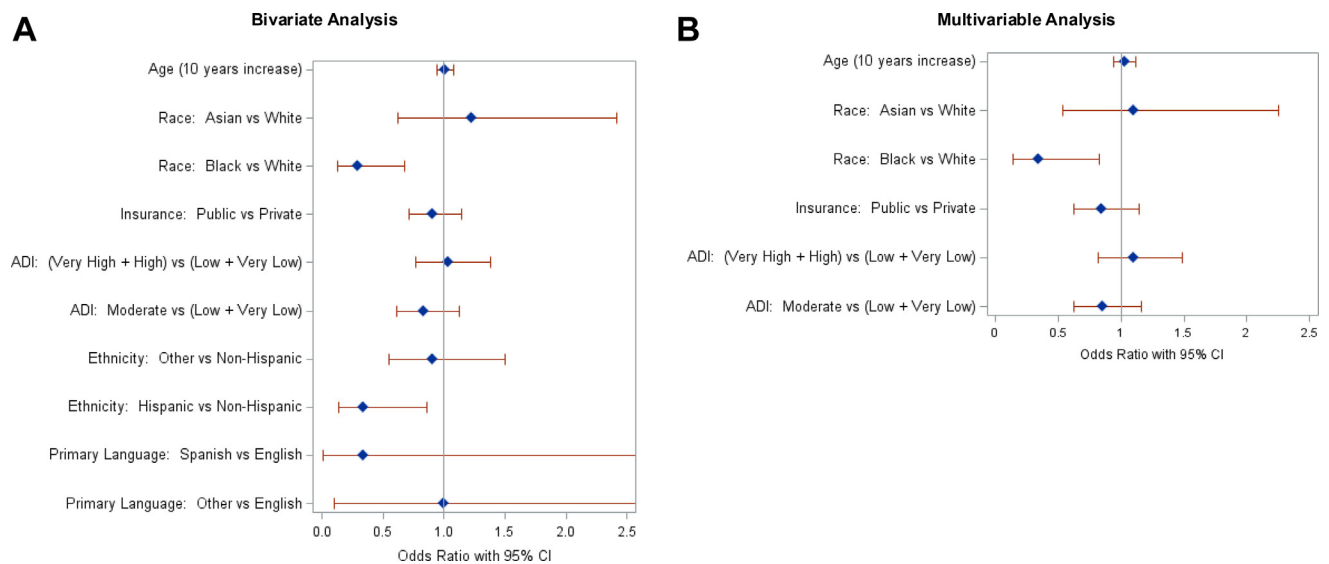 A
Bivariate Analysis
Age (10 years increase)
Race: Asian vs White
Race: Black vs White
Insurance: Public vs Private
ADI: (Very High + High) vs (Low + Very Low)
ADI: Moderate vs (Low + Very Low)
Ethnicity: Other vs Non-Hispanic
Ethnicity: Hispanic vs Non-Hispanic
Primary Language: Spanish vs English
Primary Language: Other vs English
0.0 0.5 1.0 1.5 2.0 2.5
Odds Ratio with 95% CI
B
Multivariable Analysis
Age (10 years increase)
Race: Asian vs White
Race: Black vs White
Insurance: Public vs Private
ADI: (Very High + High) vs (Low + Very Low)
ADI: Moderate vs (Low + Very Low)
0 0.5 1 1.5 2 2.5
Odds Ratio with 95% CI